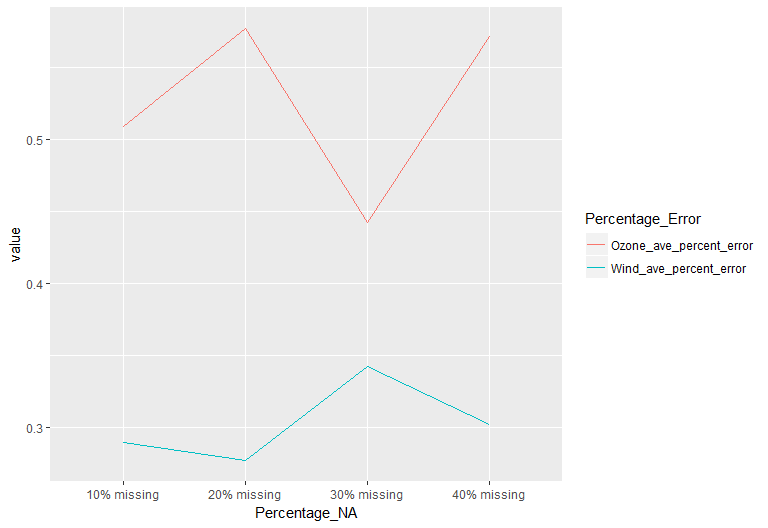 value
0.5
0.4
0.3
10% missing 20% missing 30% missing 40% missing
Percentage_NA
Percentage_Error
Ozone_ave_percent_error
Wind_ave_percent_error